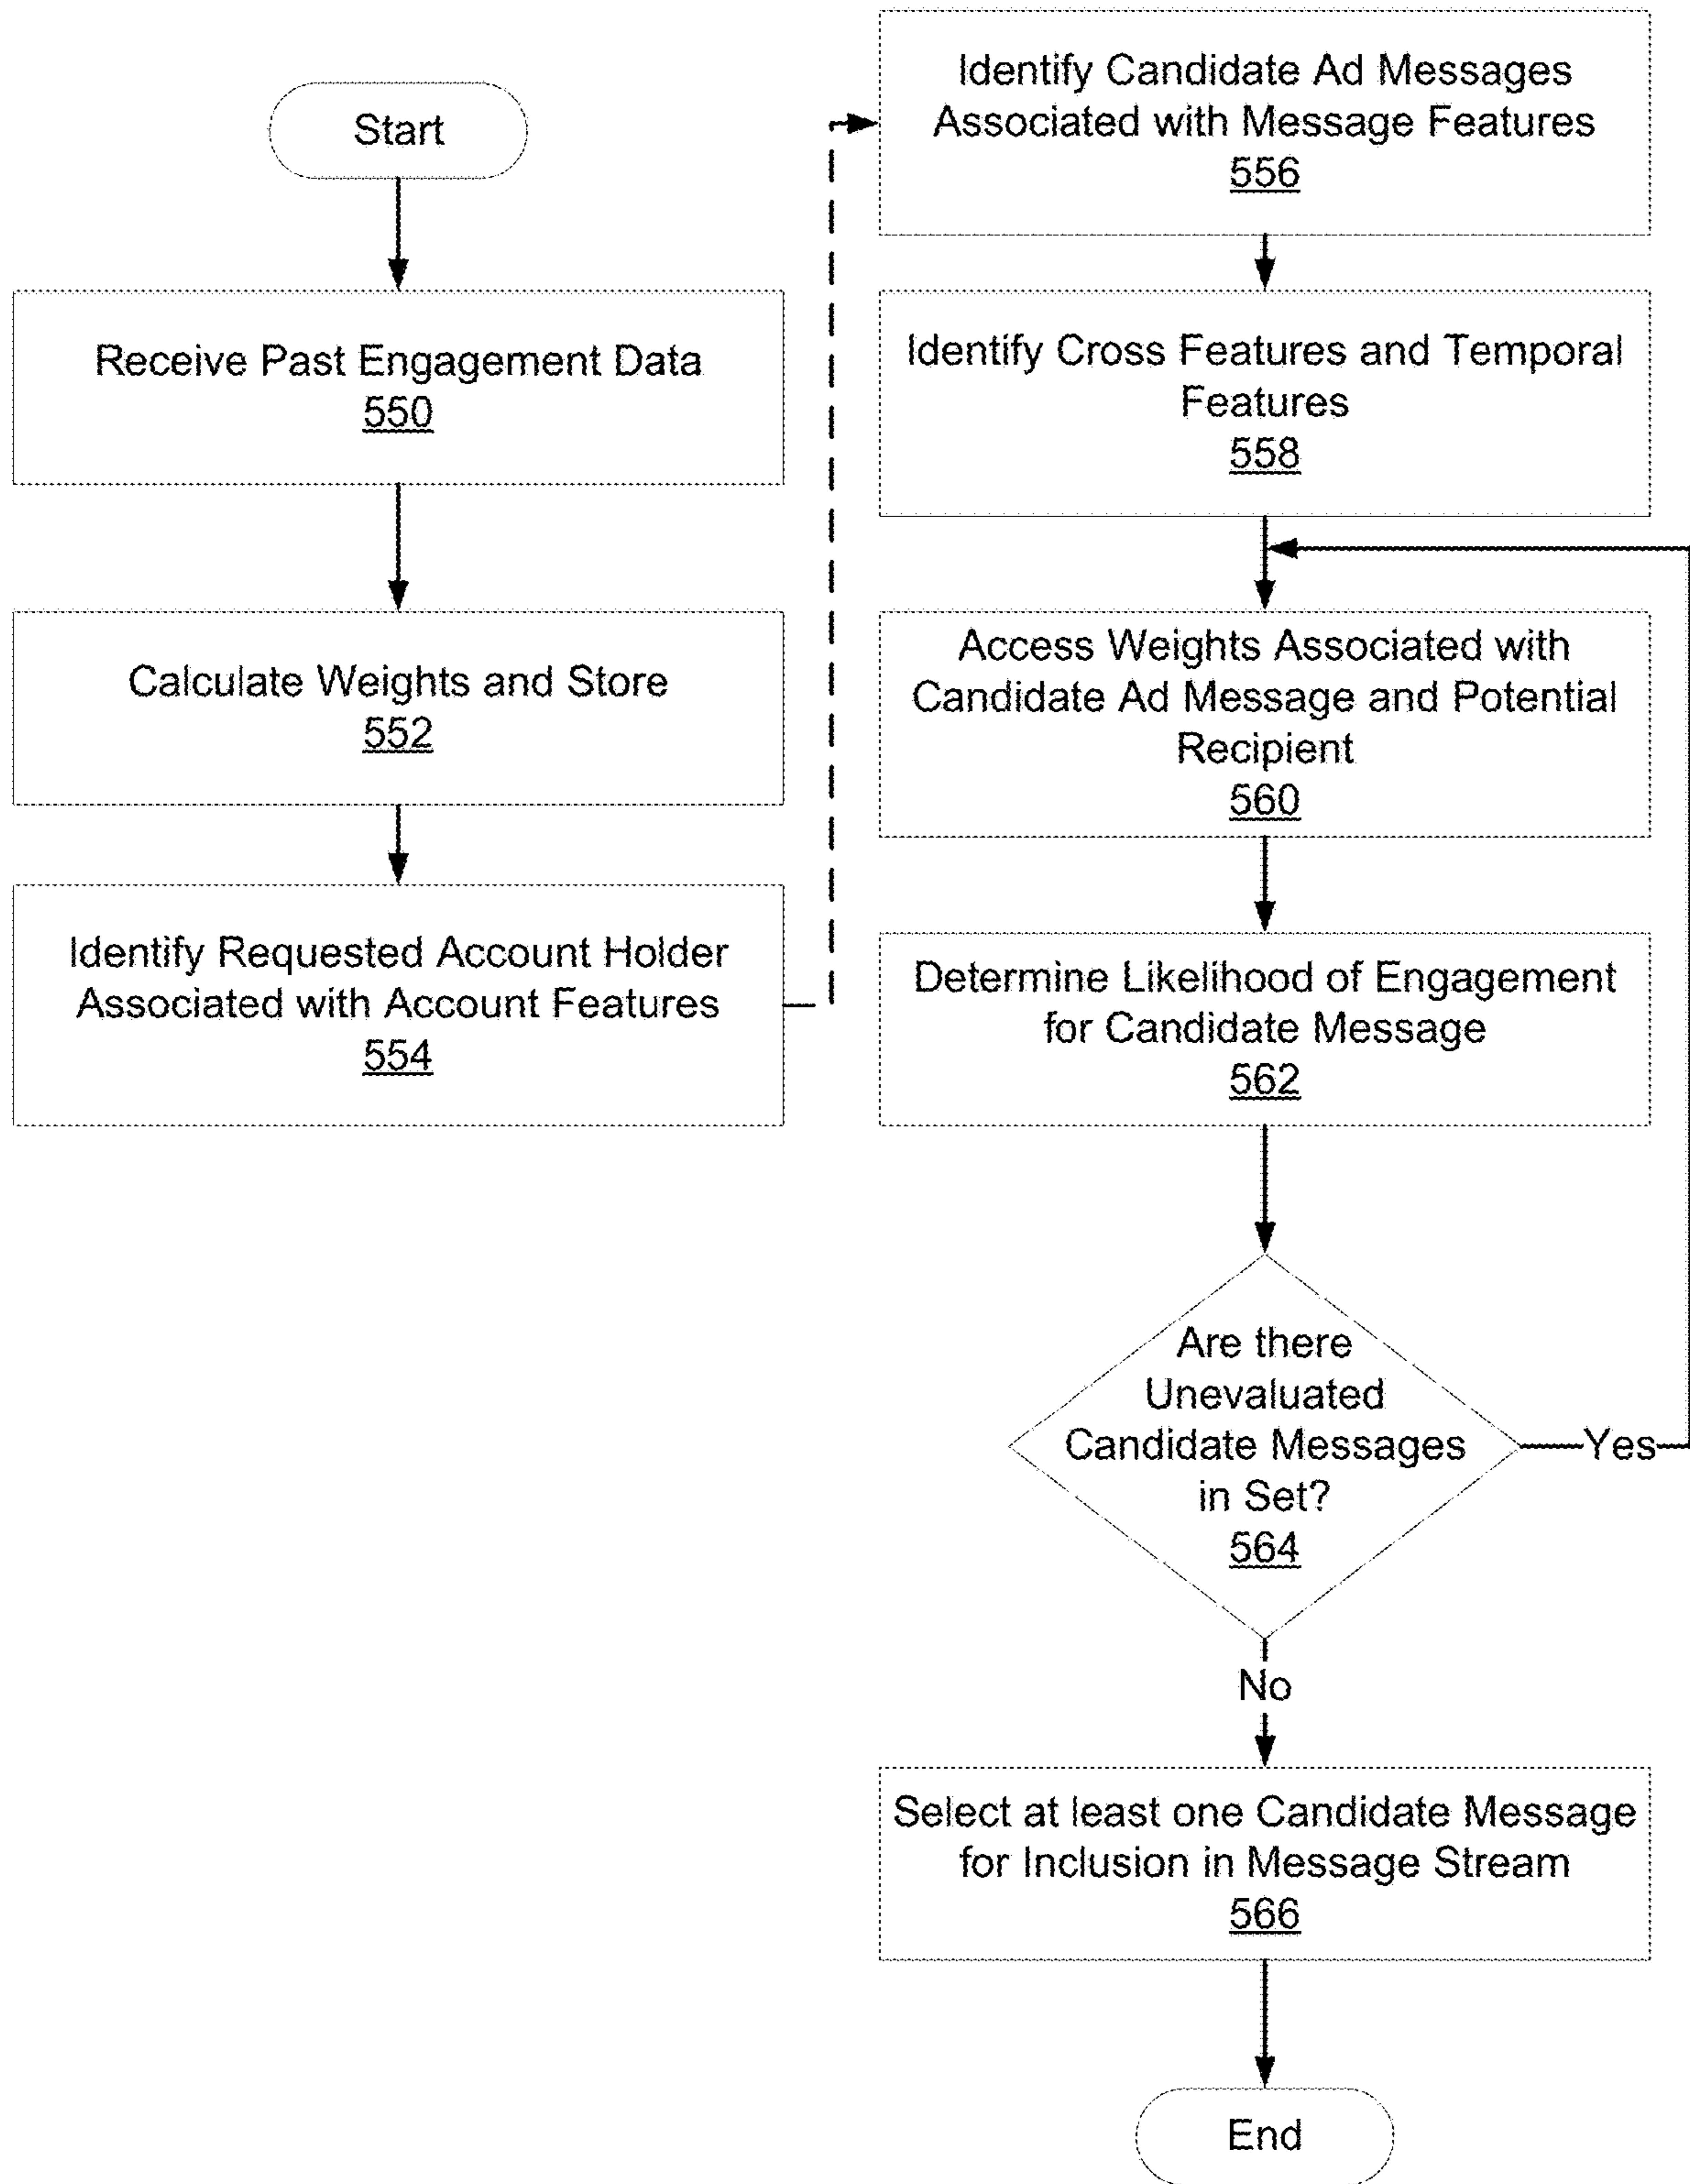 Start
Receive Past Engagement Data
550
Calculate Weights and Store
552
Identify Requested Account Holder
Associated with Account Features
554
Identify Candidate Ad Messages
Associated with Message Features
556
Identify Cross Features and Temporal
Features
558
Access Weights Associated with
Candidate Ad Message and Potential
Recipient
560
Determine Likelihood of Engagement
for Candidate Message
562
Are there
Unevaluated
Candidate Messages
in Set?
564
Yes
No
Select at least one Candidate Message
for Inclusion in Message Stream
566
End